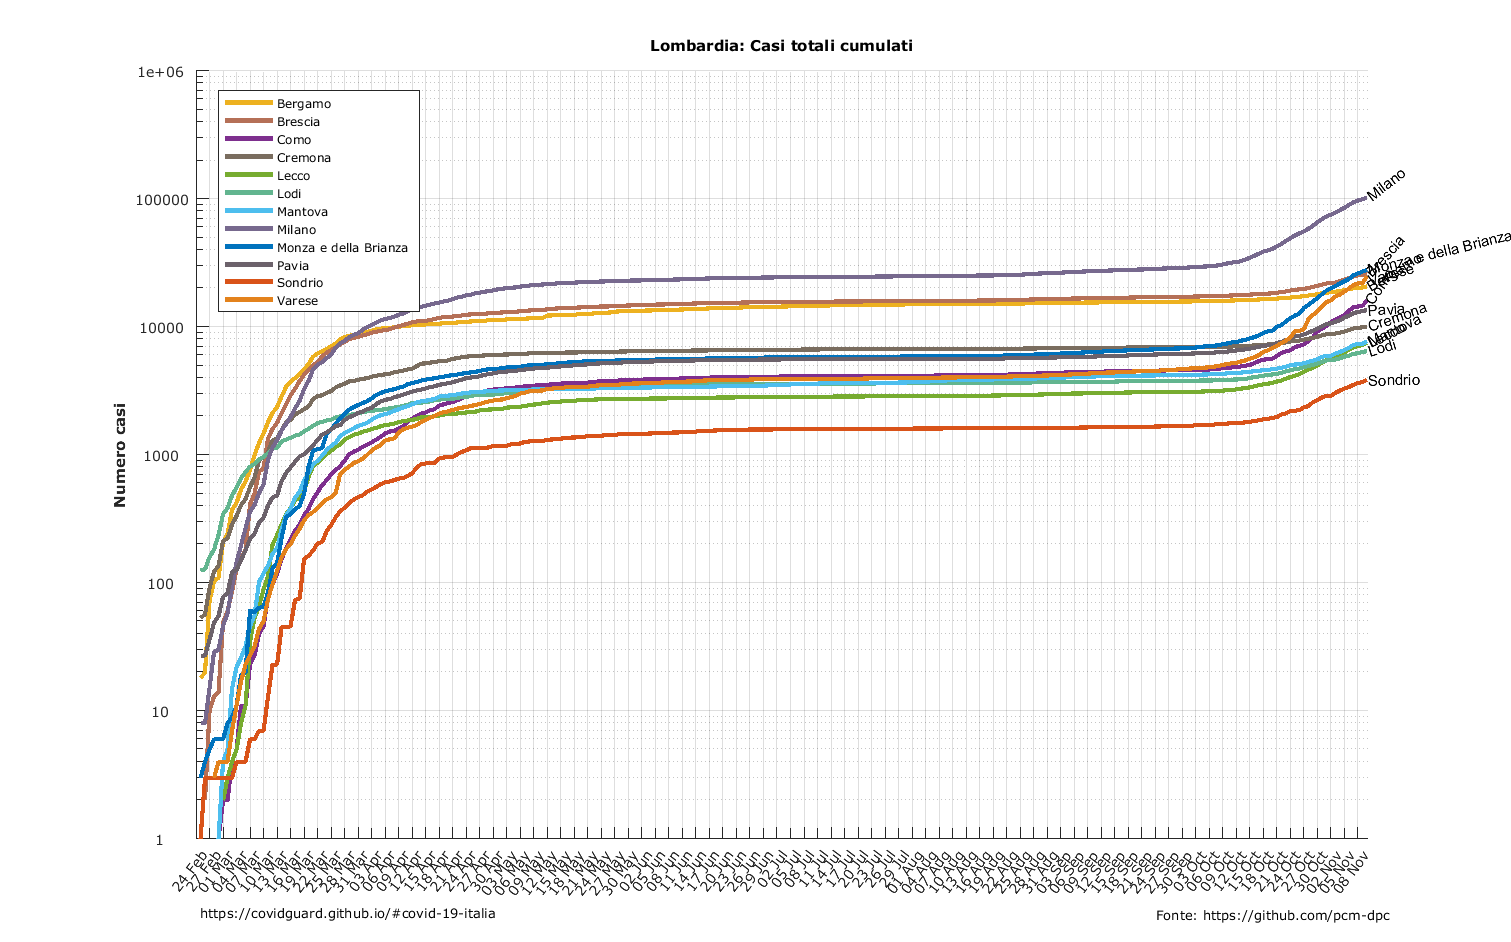 Lombardia: Casi totali cumulati
1e+06
100000
10000
1000
100
10
1
Numero casi
Bergamo
Brescia
Como
Cremona
Lecco
Lodi
Mantova
Milano
Monza e della Brianza
Pavia
Sondrio
Varese
Milano
Brescia
Monza e della Brianza
Varese
Como
Pavia
Cremona
Mantova
Lecco
Lodi
Sondrio
24 Feb
27 Feb
01 Mar
04 Mar
07 Mar
10 Mar
13 Mar
16 Mar
19 Mar
22 Mar
25 Mar
28 Mar
31 Mar
03 Apr
06 Apr
09 Apr
12 Apr
15 Apr
18 Apr
21 Apr
24 Apr
27 Apr
30 Apr
03 May
06 May
09 May
12 May
15 May
18 May
21 May
24 May
27 May
30 May
02 Jun
05 Jun
08 Jun
11 Jun
14 Jun
17 Jun
20 Jun
23 Jun
26 Jun
29 Jun
02 Jul
05 Jul
08 Jul
11 Jul
14 Jul
17 Jul
20 Jul
23 Jul
26 Jul
29 Jul
01 Aug
04 Aug
07 Aug
10 Aug
13 Aug
16 Aug
19 Aug
22 Aug
25 Aug
28 Aug
31 Aug
03 Sep
06 Sep
09 Sep
12 Sep
15 Sep
18 Sep
21 Sep
24 Sep
27 Sep
30 Sep
03 Oct
06 Oct
09 Oct
12 Oct
15 Oct
18 Oct
21 Oct
24 Oct
27 Oct
30 Oct
02 Nov
05 Nov
08 Nov
https://covidguard.github.io/#covid-19-italia
Fonte: https://github.com/pcm-dpc